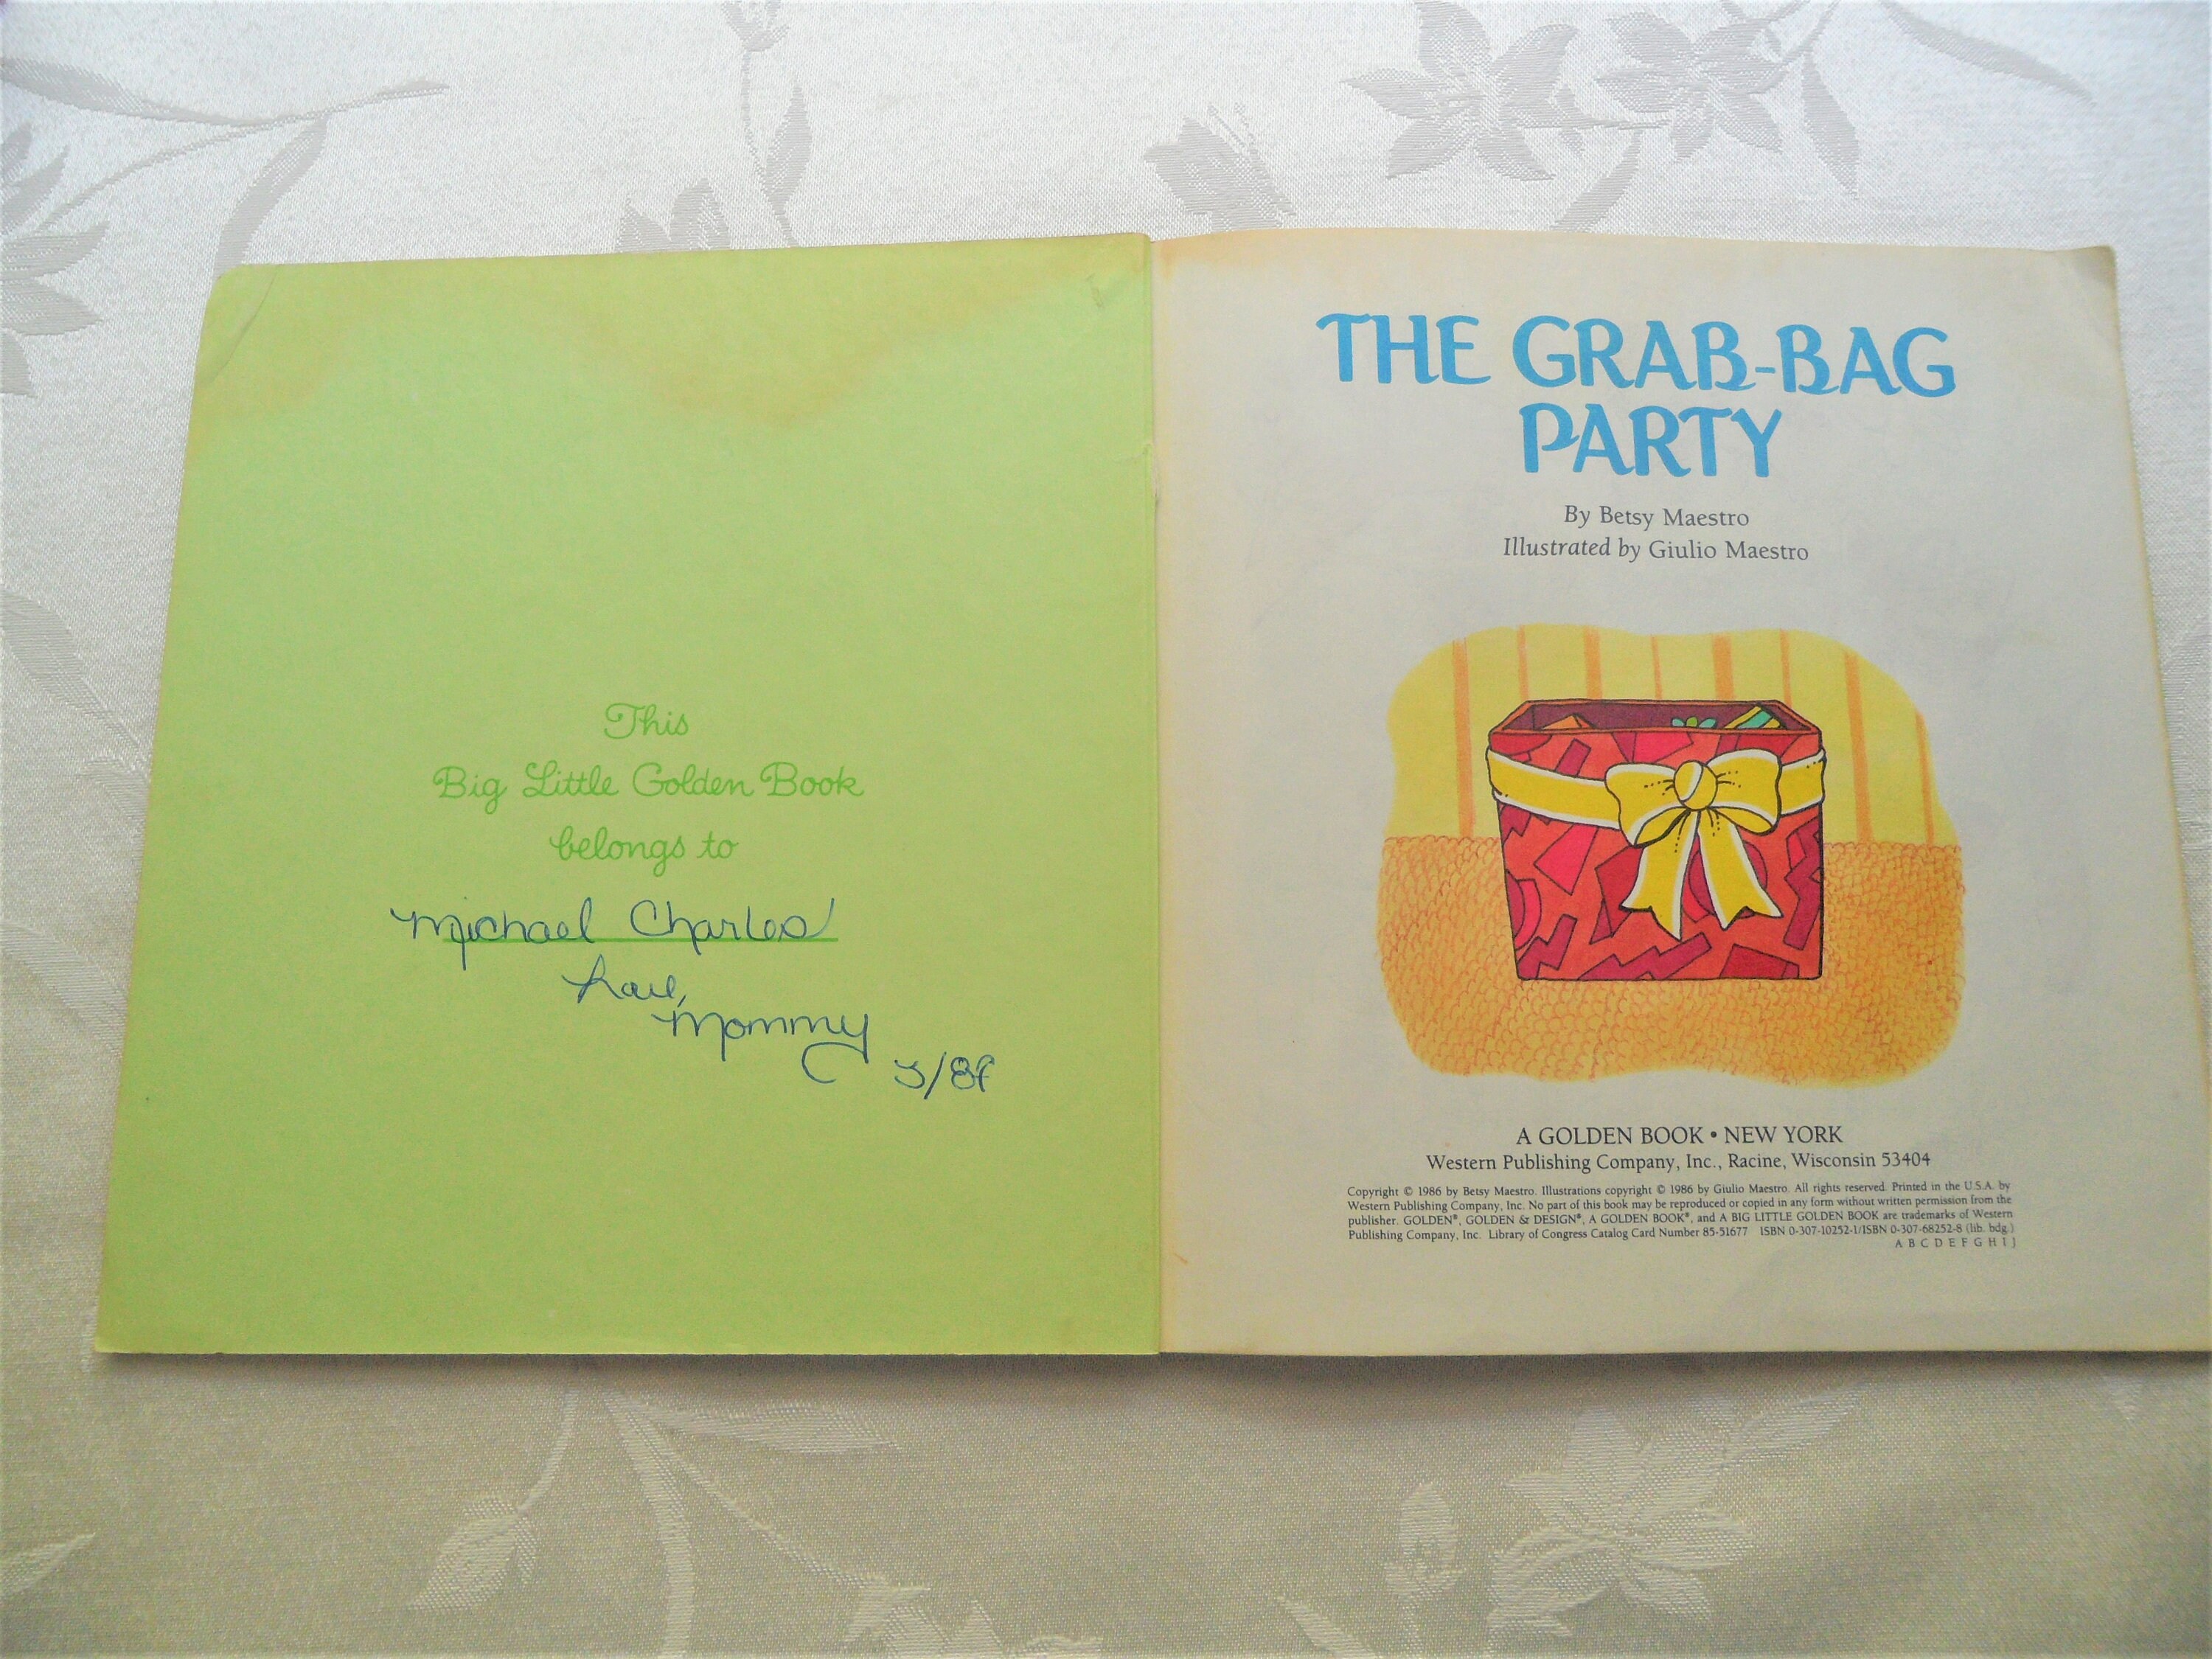 This
Big Little Golden Book
belongs to
Michael Charles
Love,
Mommy
THE GRAB-BAG
PARTY
By Betsy Maestro
Illustrated by Giulio Maestro
A GOLDEN BOOK • NEW YORK
Western Publishing Company, Inc., Racine, Wisconsin 53404
Copyright © 1986 by Betsy Maestro. Illustrations copyright © 1986 by Giulio Maestro. All rights reserved. Printed in the U.S.A. by
Western Publishing Company, Inc. No part of this book may be reproduced or copied in any form without written permission from the
publisher. GOLDEN®, GOLDEN & DESIGN®, A GOLDEN BOOK®, and A BIG LITTLE GOLDEN BOOK are trademarks of Western
Publishing Company, Inc. Library of Congress Catalog Card Number 85-51677 ISBN 0-307-10252-1/ISBN 0-307-68252-8 (lib. bdg.)
A B C D E F G H I J